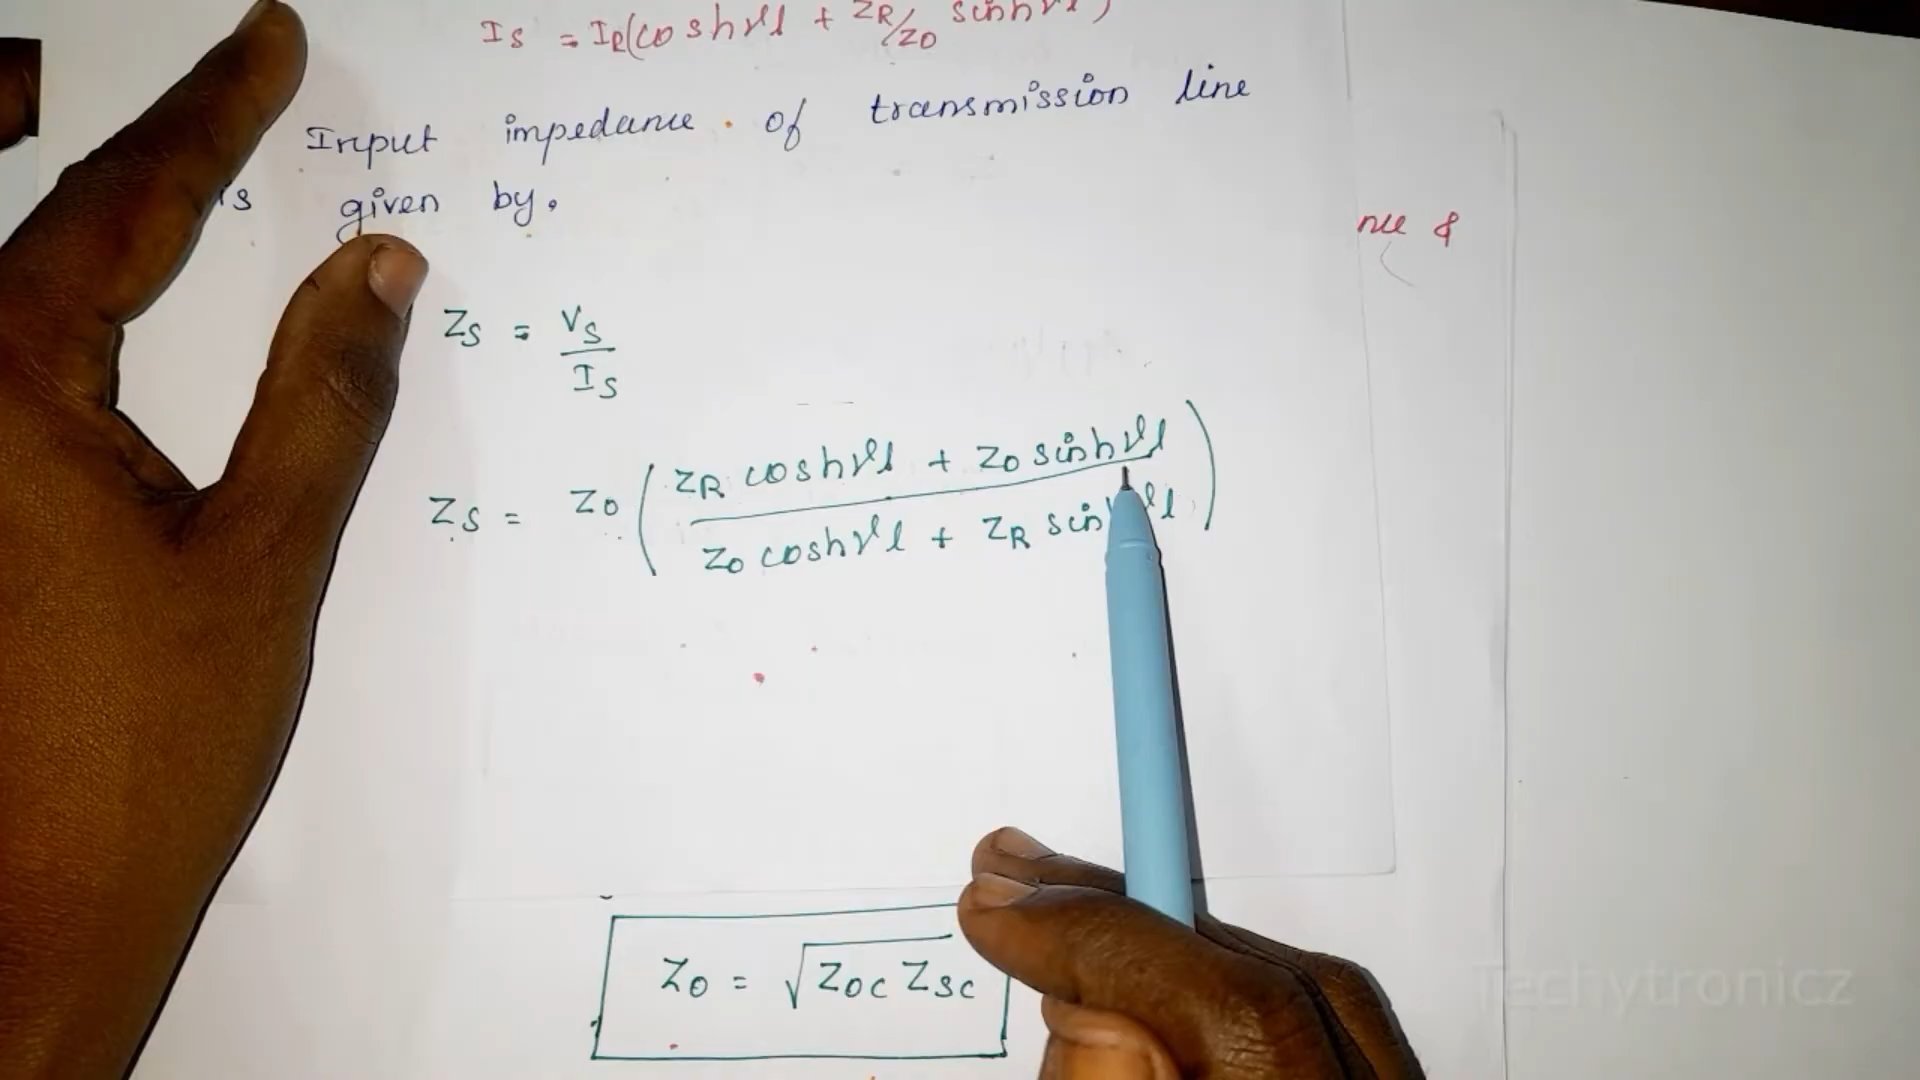 IS = IR(coshγl + ZR/Z0 sinhγl)
Input impedance of transmission line
is given by.
nce &
ZS = VS / IS
ZS = Z0 ( ZR coshγl + Z0 sinhγl
Z0 coshγl + ZR sinhγl )
Z0 = √ZOC ZSC
Techytronicz